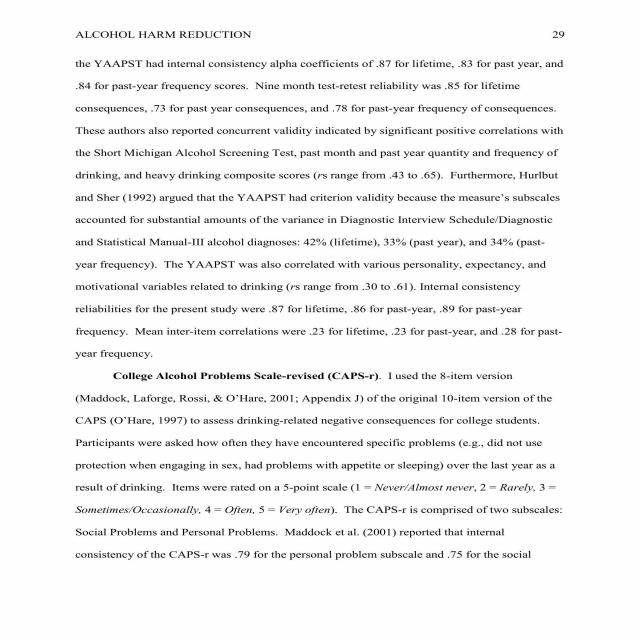 ALCOHOL HARM REDUCTION 29
the YAAPST had internal consistency alpha coefficients of .87 for lifetime, .83 for past year, and
.84 for past-year frequency scores. Nine month test-retest reliability was .85 for lifetime
consequences, .73 for past year consequences, and .78 for past-year frequency of consequences.
These authors also reported concurrent validity indicated by significant positive correlations with
the Short Michigan Alcohol Screening Test, past month and past year quantity and frequency of
drinking, and heavy drinking composite scores (rs range from .43 to .65). Furthermore, Hurlbut
and Sher (1992) argued that the YAAPST had criterion validity because the measure's subscales
accounted for substantial amounts of the variance in Diagnostic Interview Schedule/Diagnostic
and Statistical Manual-III alcohol diagnoses: 42% (lifetime), 33% (past year), and 34% (past-
year frequency). The YAAPST was also correlated with various personality, expectancy, and
motivational variables related to drinking (rs range from .30 to .61). Internal consistency
reliabilities for the present study were .87 for lifetime, .86 for past-year, .89 for past-year
frequency. Mean inter-item correlations were .23 for lifetime, .23 for past-year, and .28 for past-
year frequency.
College Alcohol Problems Scale-revised (CAPS-r). I used the 8-item version
(Maddock, Laforge, Rossi, & O'Hare, 2001; Appendix J) of the original 10-item version of the
CAPS (O'Hare, 1997) to assess drinking-related negative consequences for college students.
Participants were asked how often they have encountered specific problems (e.g., did not use
protection when engaging in sex, had problems with appetite or sleeping) over the last year as a
result of drinking. Items were rated on a 5-point scale (1 = Never/Almost never, 2 = Rarely, 3 =
Sometimes/Occasionally, 4 = Often, 5 = Very often). The CAPS-r is comprised of two subscales:
Social Problems and Personal Problems. Maddock et al. (2001) reported that internal
consistency of the CAPS-r was .79 for the personal problem subscale and .75 for the social